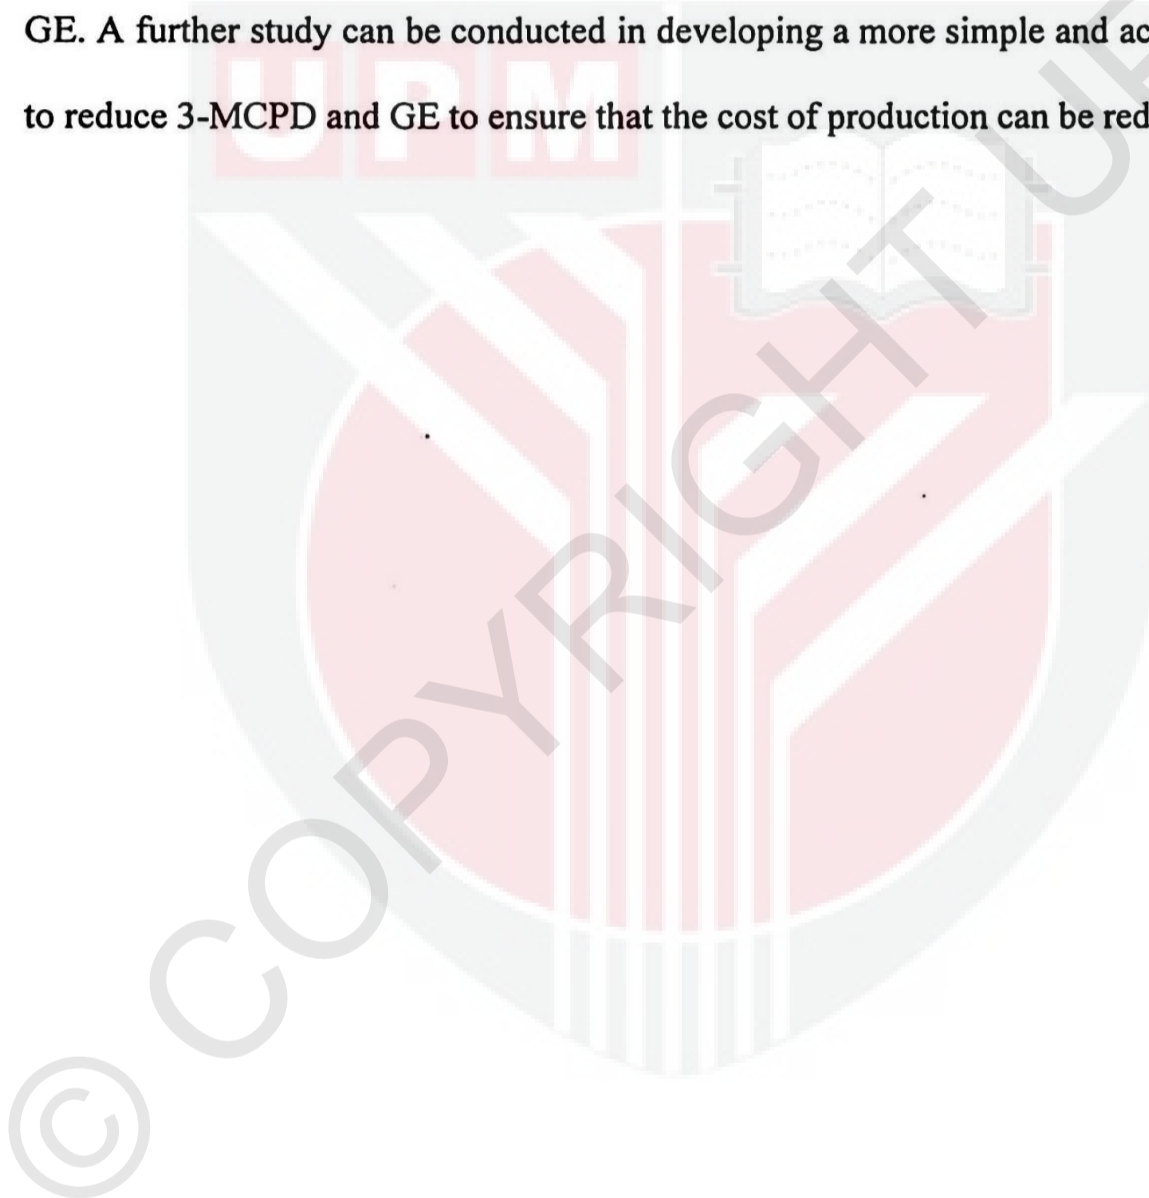 GE. A further study can be conducted in developing a more simple and ac
to reduce 3-MCPD and GE to ensure that the cost of production can be red
UPM
© COPYRIGHT U